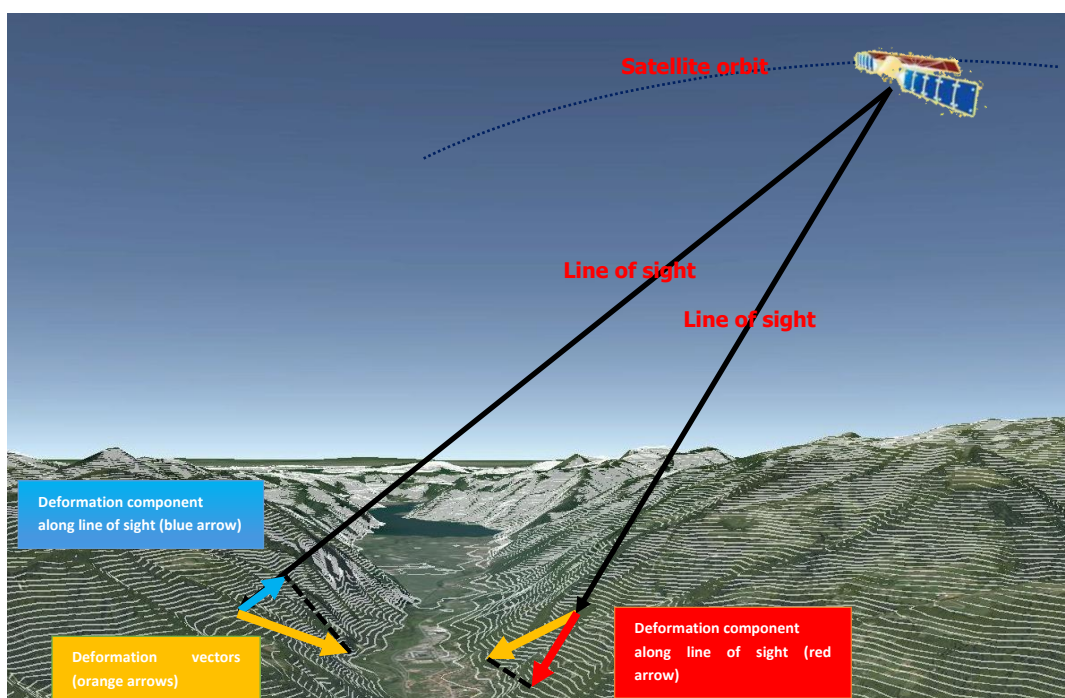 Satellite orbit
Line of sight
Line of sight
Deformation component
along line of sight (blue arrow)
Deformation vectors
(orange arrows)
Deformation component
along line of sight (red
arrow)